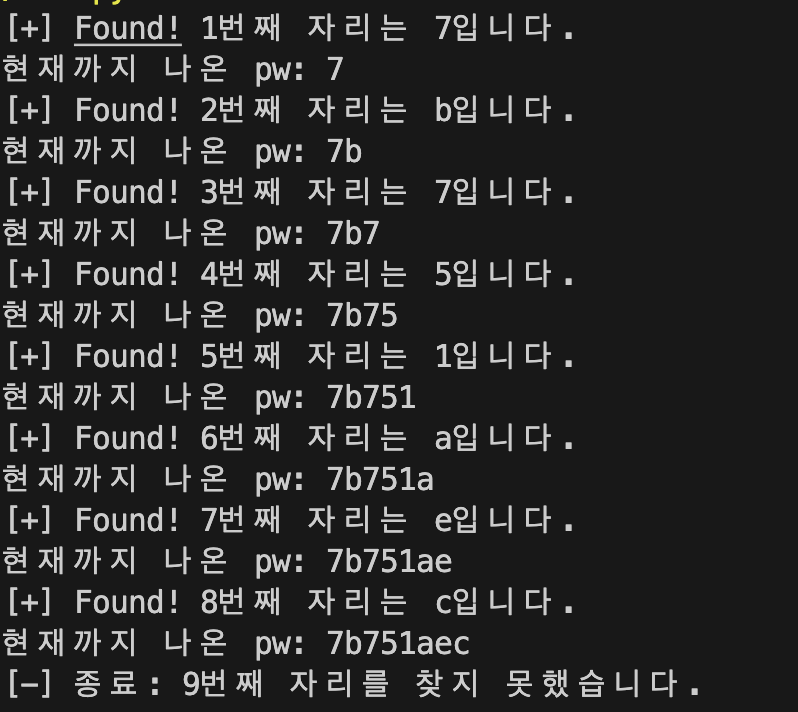 [+] Found! 1번째 자리는 7입니다.
현재까지 나온 pw: 7
[+] Found! 2번째 자리는 b입니다.
현재까지 나온 pw: 7b
[+] Found! 3번째 자리는 7입니다.
현재까지 나온 pw: 7b7
[+] Found! 4번째 자리는 5입니다.
현재까지 나온 pw: 7b75
[+] Found! 5번째 자리는 1입니다.
현재까지 나온 pw: 7b751
[+] Found! 6번째 자리는 a입니다.
현재까지 나온 pw: 7b751a
[+] Found! 7번째 자리는 e입니다.
현재까지 나온 pw: 7b751ae
[+] Found! 8번째 자리는 c입니다.
현재까지 나온 pw: 7b751aec
[-] 종료: 9번째 자리를 찾지 못했습니다.